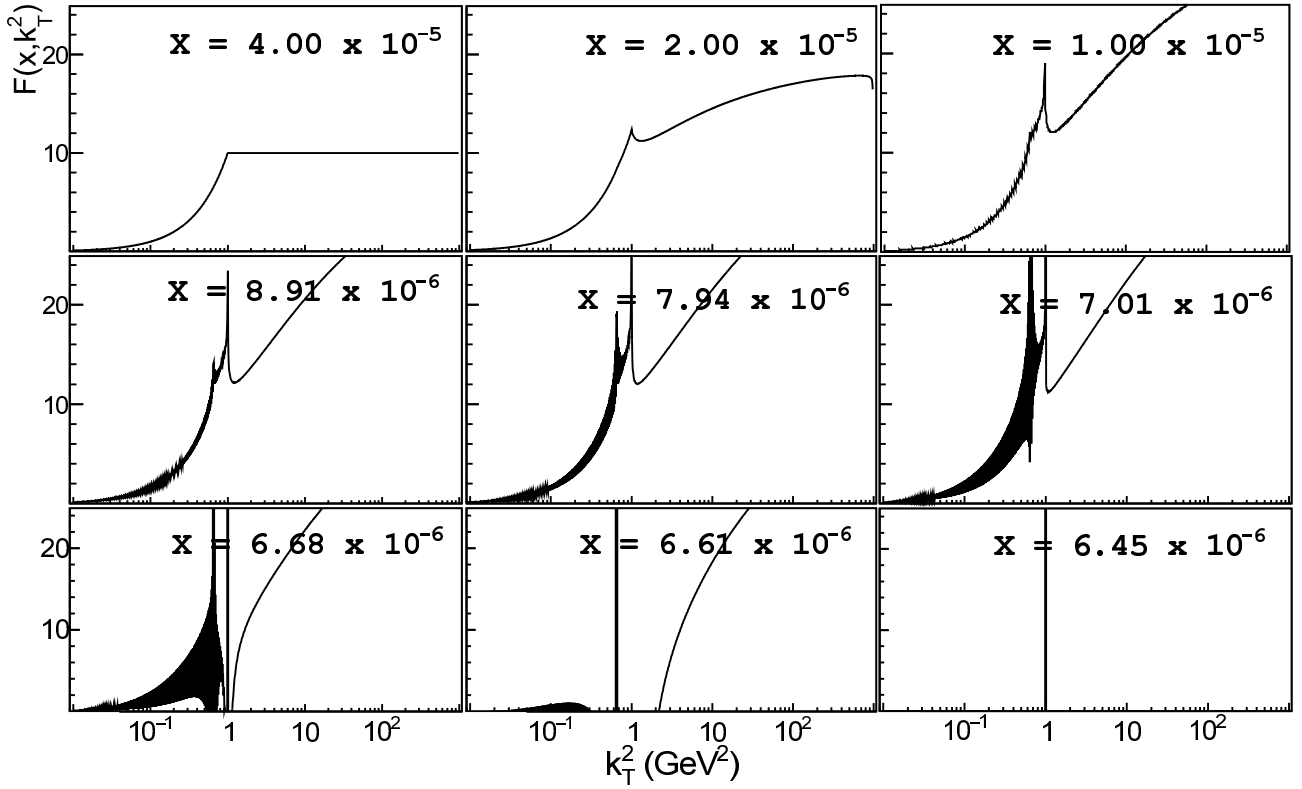 F(x,k_T^2)
X = 4.00 x 10^-5
X = 2.00 x 10^-5
X = 1.00 x 10^-5
20
10
X = 8.91 x 10^-6
X = 7.94 x 10^-6
X = 7.01 x 10^-6
20
10
X = 6.68 x 10^-6
X = 6.61 x 10^-6
X = 6.45 x 10^-6
20
10
10^-1 1 10 10^2
10^-1 1 10 10^2
10^-1 1 10 10^2
k_T^2 (GeV^2)